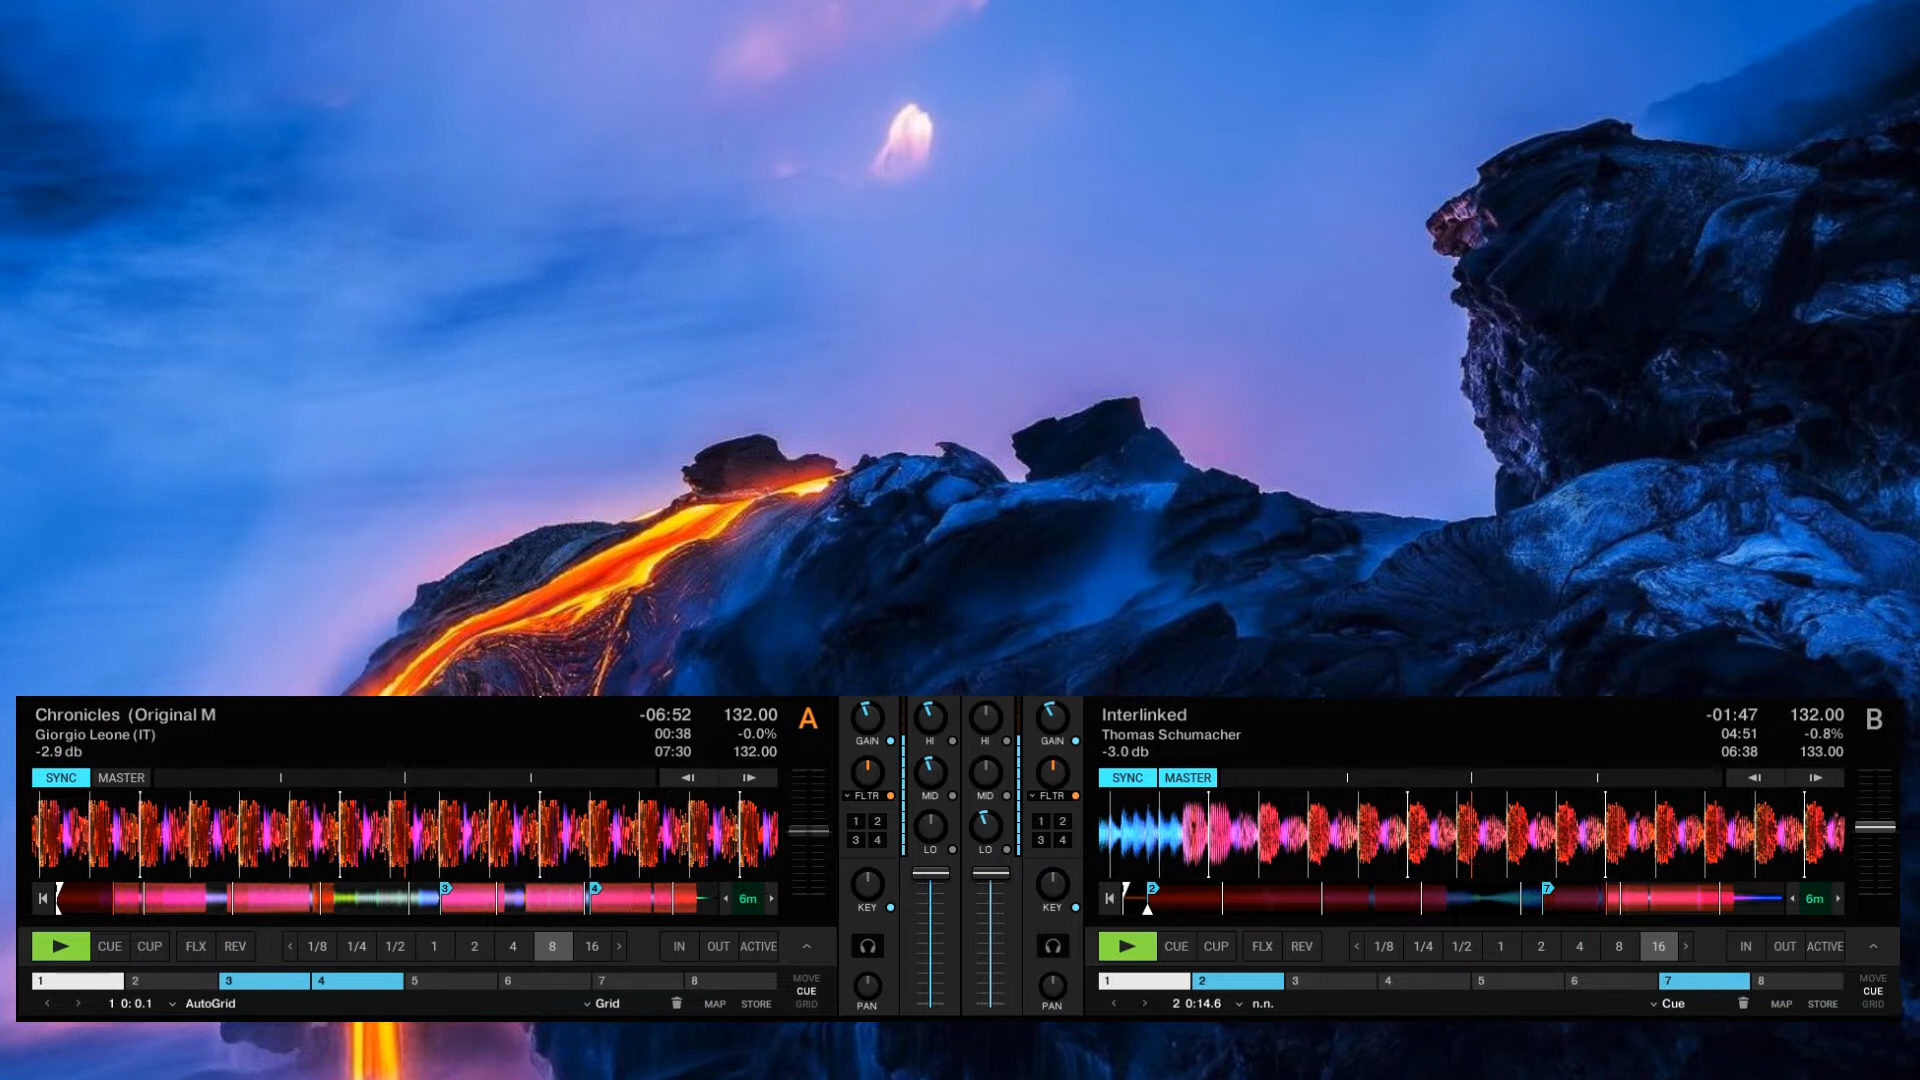 Chronicles (Original M
Giorgio Leone (IT)
-2.9 db
-06:52 132.00
00:38 -0.0%
07:30 132.00
A
SYNC MASTER
3 4
6m
CUE CUP FLX REV 1/8 1/4 1/2 1 2 4 8 16 IN OUT ACTIVE
1 2 3 4 5 6 7 8
MOVE
CUE
GRID
1 0: 0.1 AutoGrid Grid MAP STORE
GAIN HI HI GAIN
FLTR MID MID FLTR
1 2
3 4
LO LO
1 2
3 4
KEY KEY
PAN PAN
Interlinked
Thomas Schumacher
-3.0 db
-01:47 132.00
04:51 -0.8%
06:38 133.00
B
SYNC MASTER
2 7
6m
CUE CUP FLX REV 1/8 1/4 1/2 1 2 4 8 16 IN OUT ACTIVE
1 2 3 4 5 6 7 8
MOVE
CUE
GRID
2 0:14.6 n.n. Cue MAP STORE